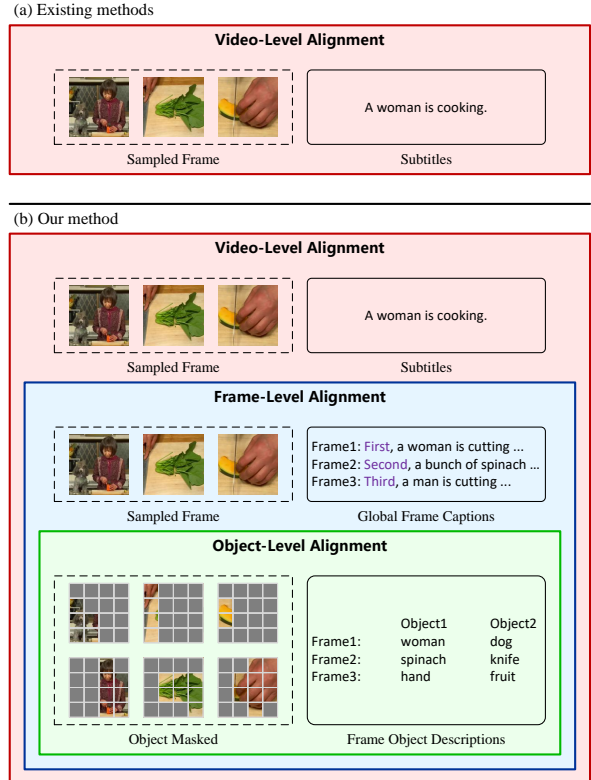 (a) Existing methods
Video-Level Alignment
A woman is cooking.
Sampled Frame
Subtitles
(b) Our method
Video-Level Alignment
A woman is cooking.
Sampled Frame
Subtitles
Frame-Level Alignment
Frame1: First, a woman is cutting ...
Frame2: Second, a bunch of spinach ...
Frame3: Third, a man is cutting ...
Sampled Frame
Global Frame Captions
Object-Level Alignment
Object1 Object2
Frame1: woman dog
Frame2: spinach knife
Frame3: hand fruit
Object Masked
Frame Object Descriptions